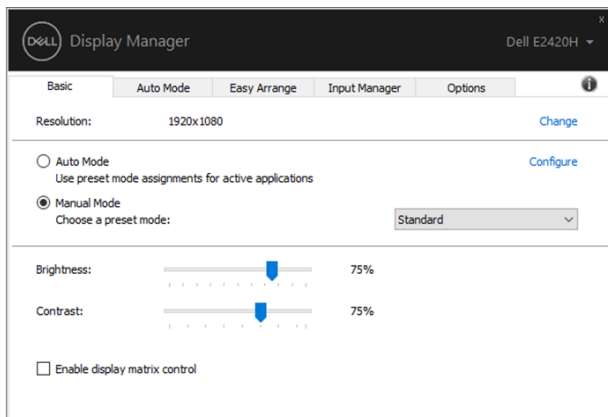 x
DELL Display Manager
Dell E2420H
Basic Auto Mode Easy Arrange Input Manager Options i
Resolution: 1920x1080 Change
Auto Mode Configure
Use preset mode assignments for active applications
Manual Mode
Choose a preset mode: Standard
Brightness: 75%
Contrast: 75%
Enable display matrix control